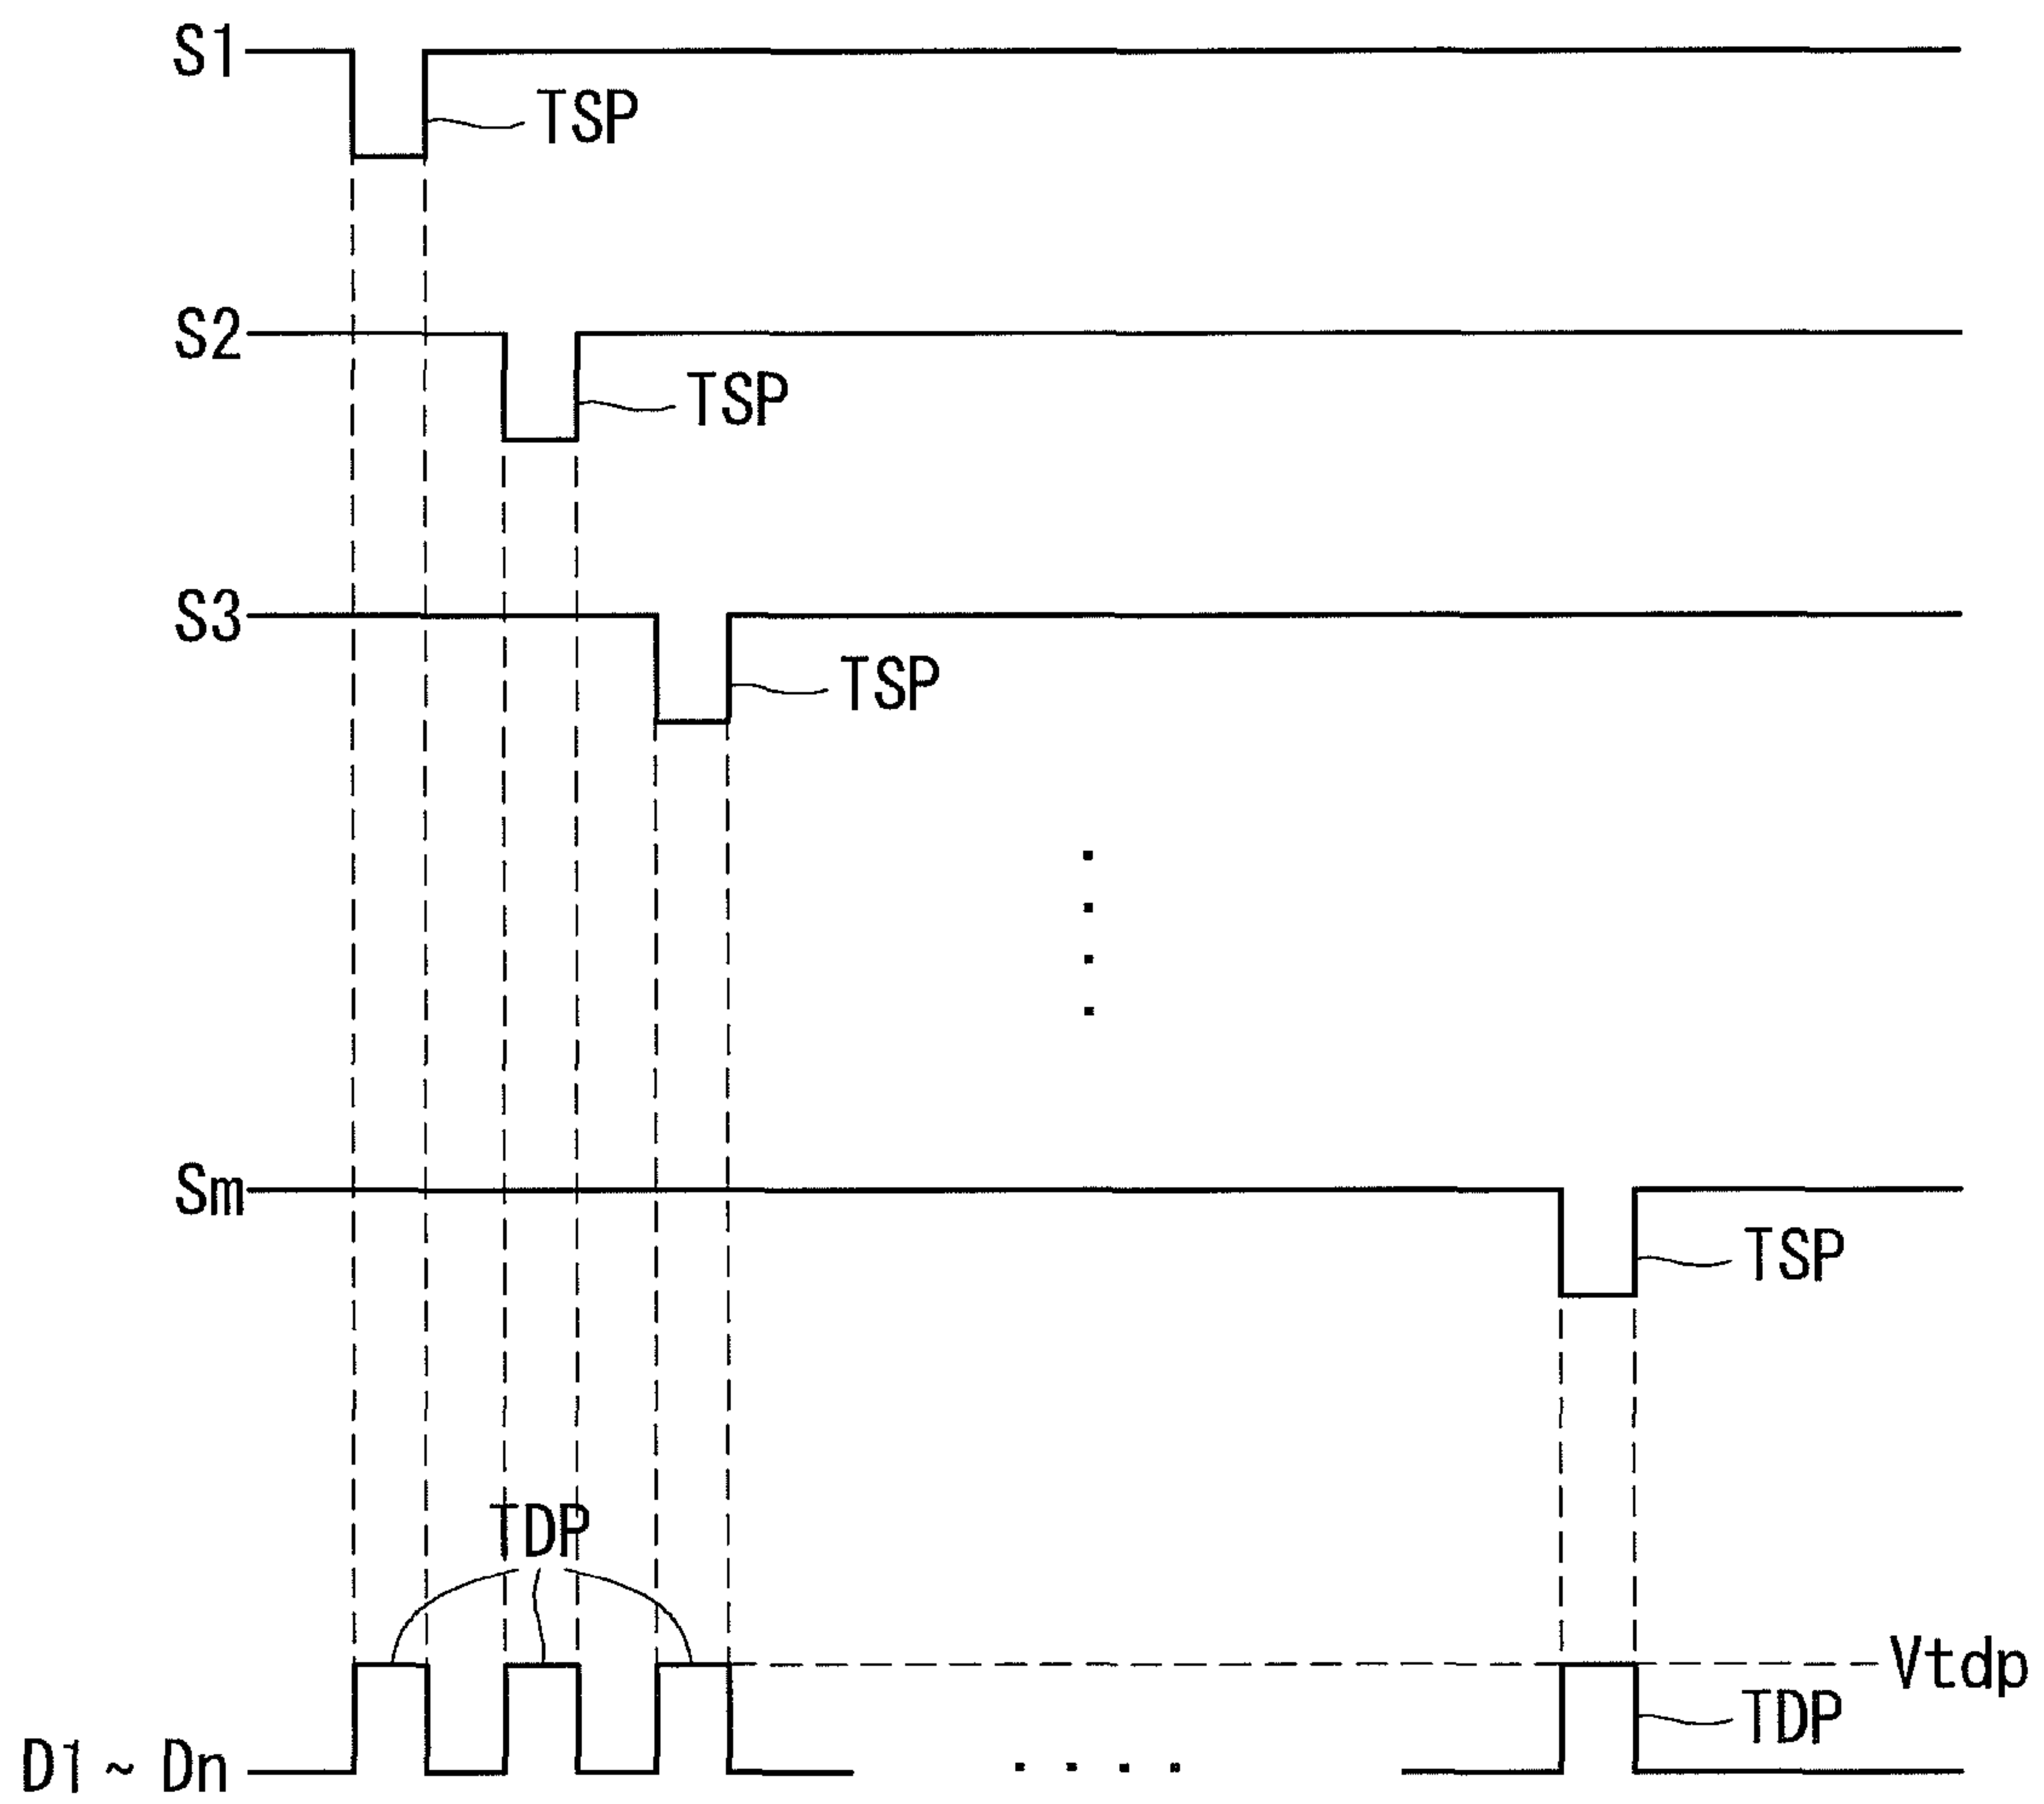 S1
TSP
S2
TSP
S3
TSP
Sm
TSP
TDP
Vtdp
TDP
D1 ~ Dn